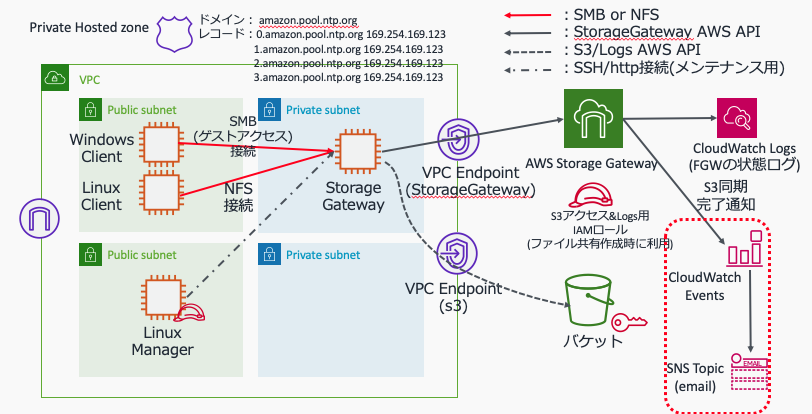 Private Hosted zone
ドメイン： amazon.pool.ntp.org
レコード：0.amazon.pool.ntp.org 169.254.169.123
1.amazon.pool.ntp.org 169.254.169.123
2.amazon.pool.ntp.org 169.254.169.123
3.amazon.pool.ntp.org 169.254.169.123
：SMB or NFS
：StorageGateway AWS API
：S3/Logs AWS API
：SSH/http接続(メンテナンス用)
VPC
Public subnet
Private subnet
Windows
Client
SMB
(ゲストアクセス)
接続
Linux
Client
NFS
接続
Storage
Gateway
VPC Endpoint
(StorageGateway)
AWS Storage Gateway
CloudWatch Logs
(FGWの状態ログ)
S3同期
完了通知
S3アクセス&Logs用
IAMロール
(ファイル共有作成時に利用)
Public subnet
Private subnet
Linux
Manager
VPC Endpoint
(s3)
バケット
CloudWatch
Events
SNS Topic
(email)
EMAIL